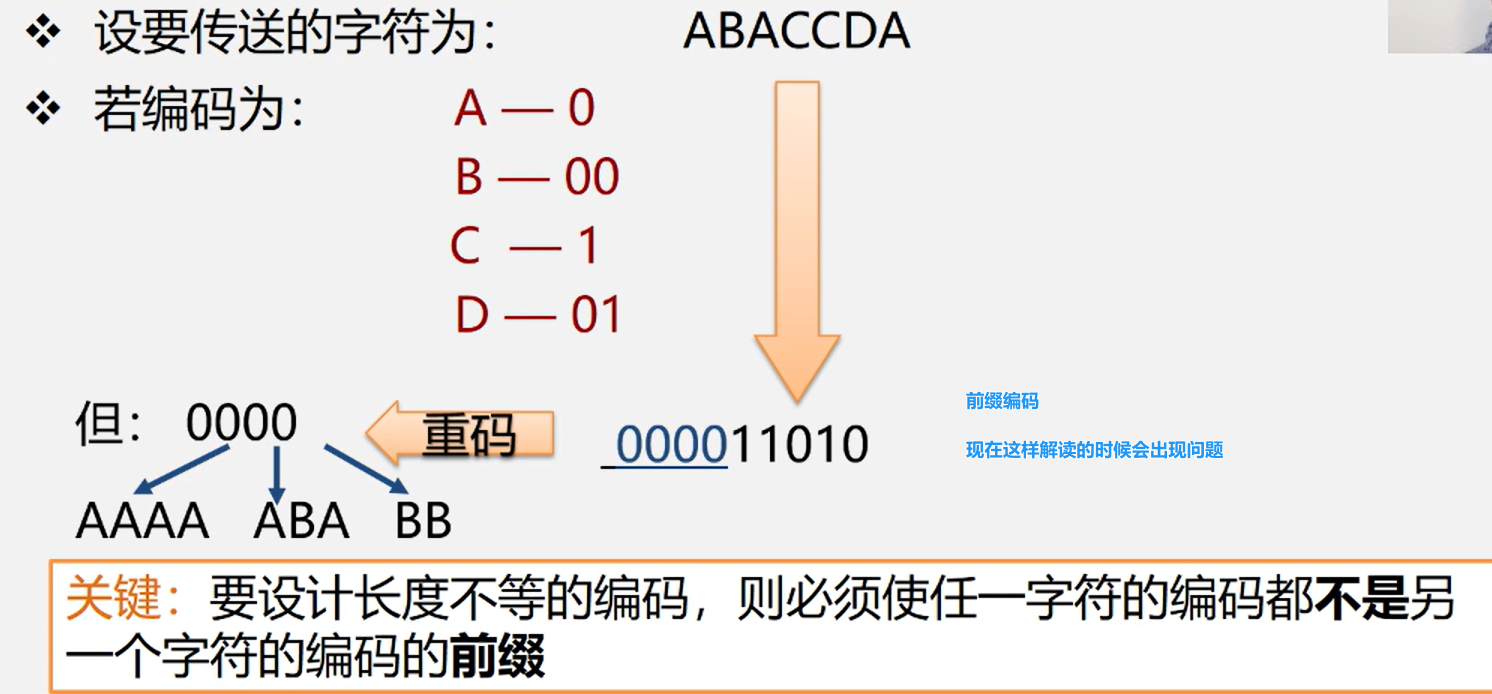 ❖ 设要传送的字符为： ABACCDA
❖ 若编码为： A — 0
B — 00
C — 1
D — 01
但： 0000 重码 000011010
前缀编码
现在这样解读的时候会出现问题
AAAA ABA BB
关键：要设计长度不等的编码，则必须使任一字符的编码都不是另
一个字符的编码的前缀